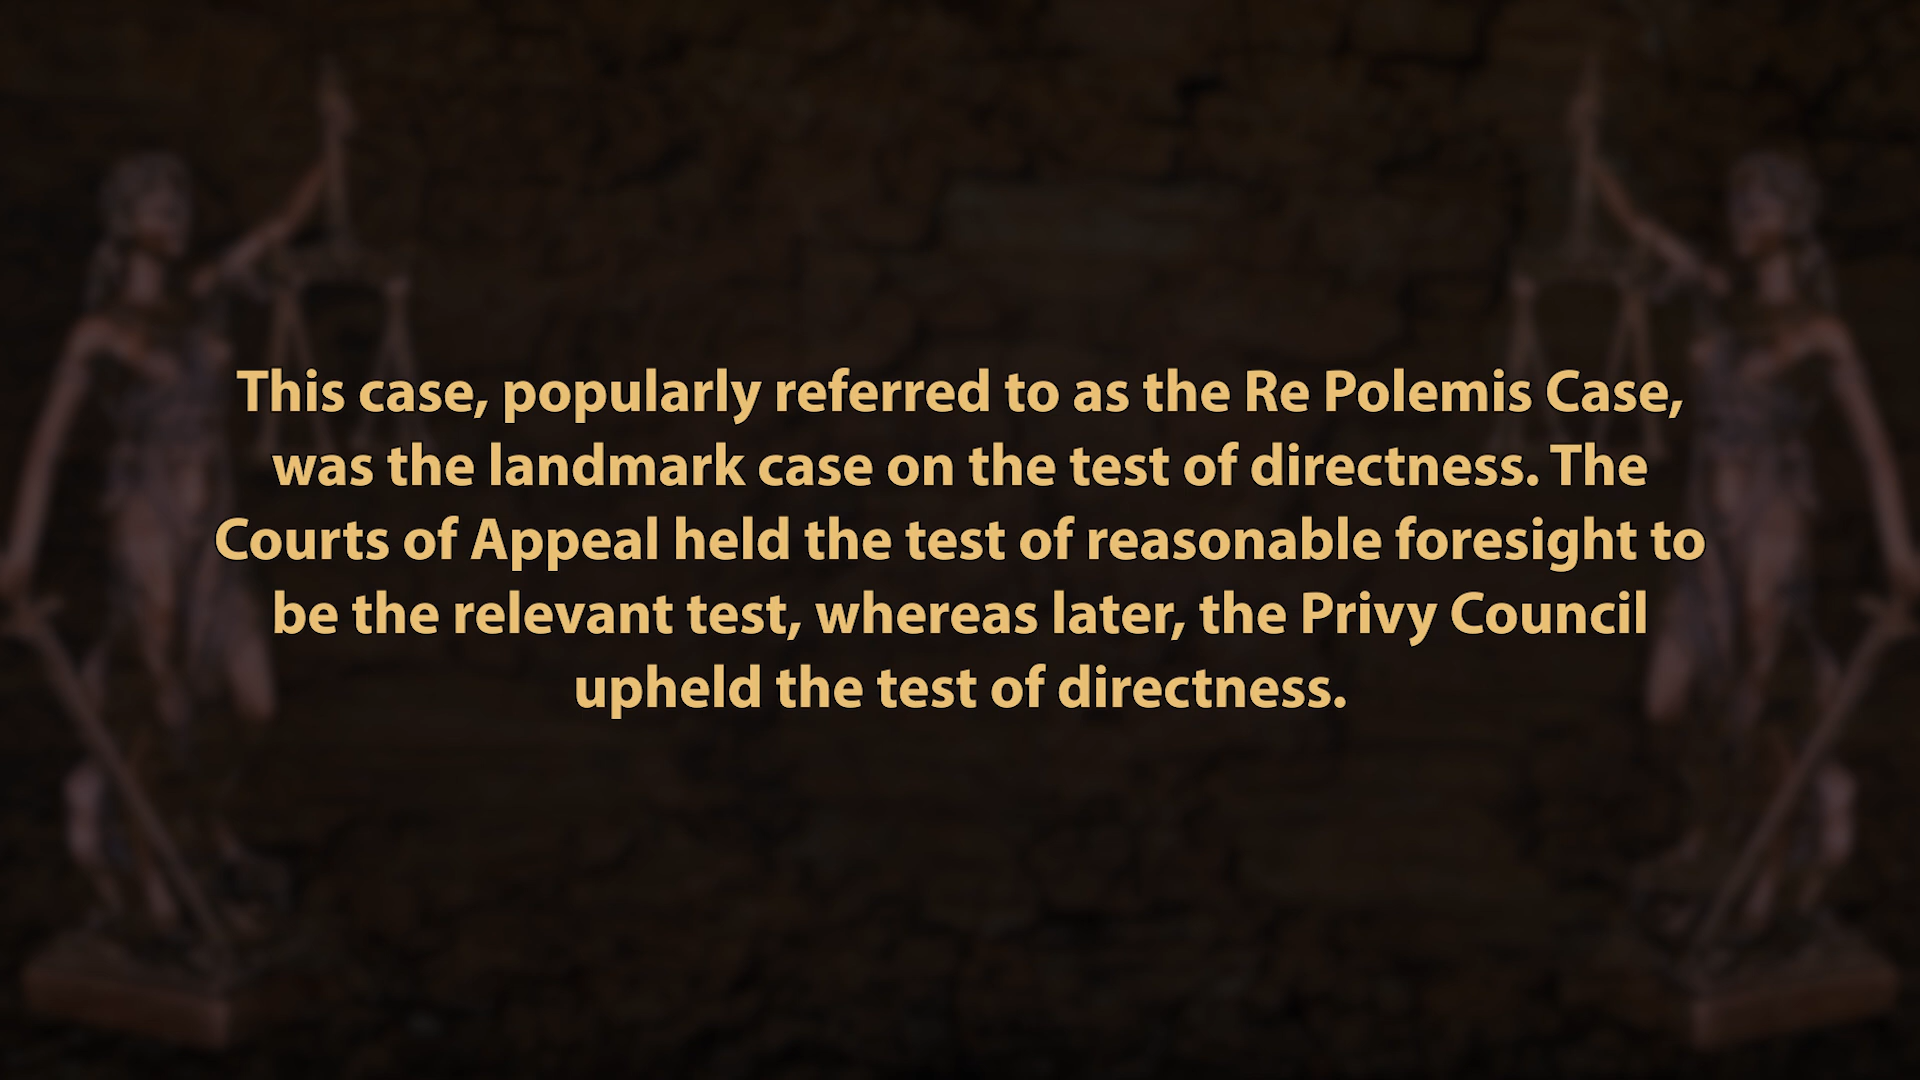 This case, popularly referred to as the Re Polemis Case,
was the landmark case on the test of directness. The
Courts of Appeal held the test of reasonable foresight to
be the relevant test, whereas later, the Privy Council
upheld the test of directness.